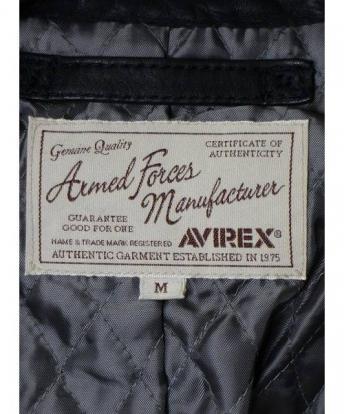 Genuine Quality
CERTIFICATE OF
AUTHENTICITY
Armed Forces
Manufacturer
GUARANTEE
GOOD FOR ONE
NAME & TRADE MARK REGISTERED
AVIREX®
AUTHENTIC GARMENT ESTABLISHED IN 1975
M